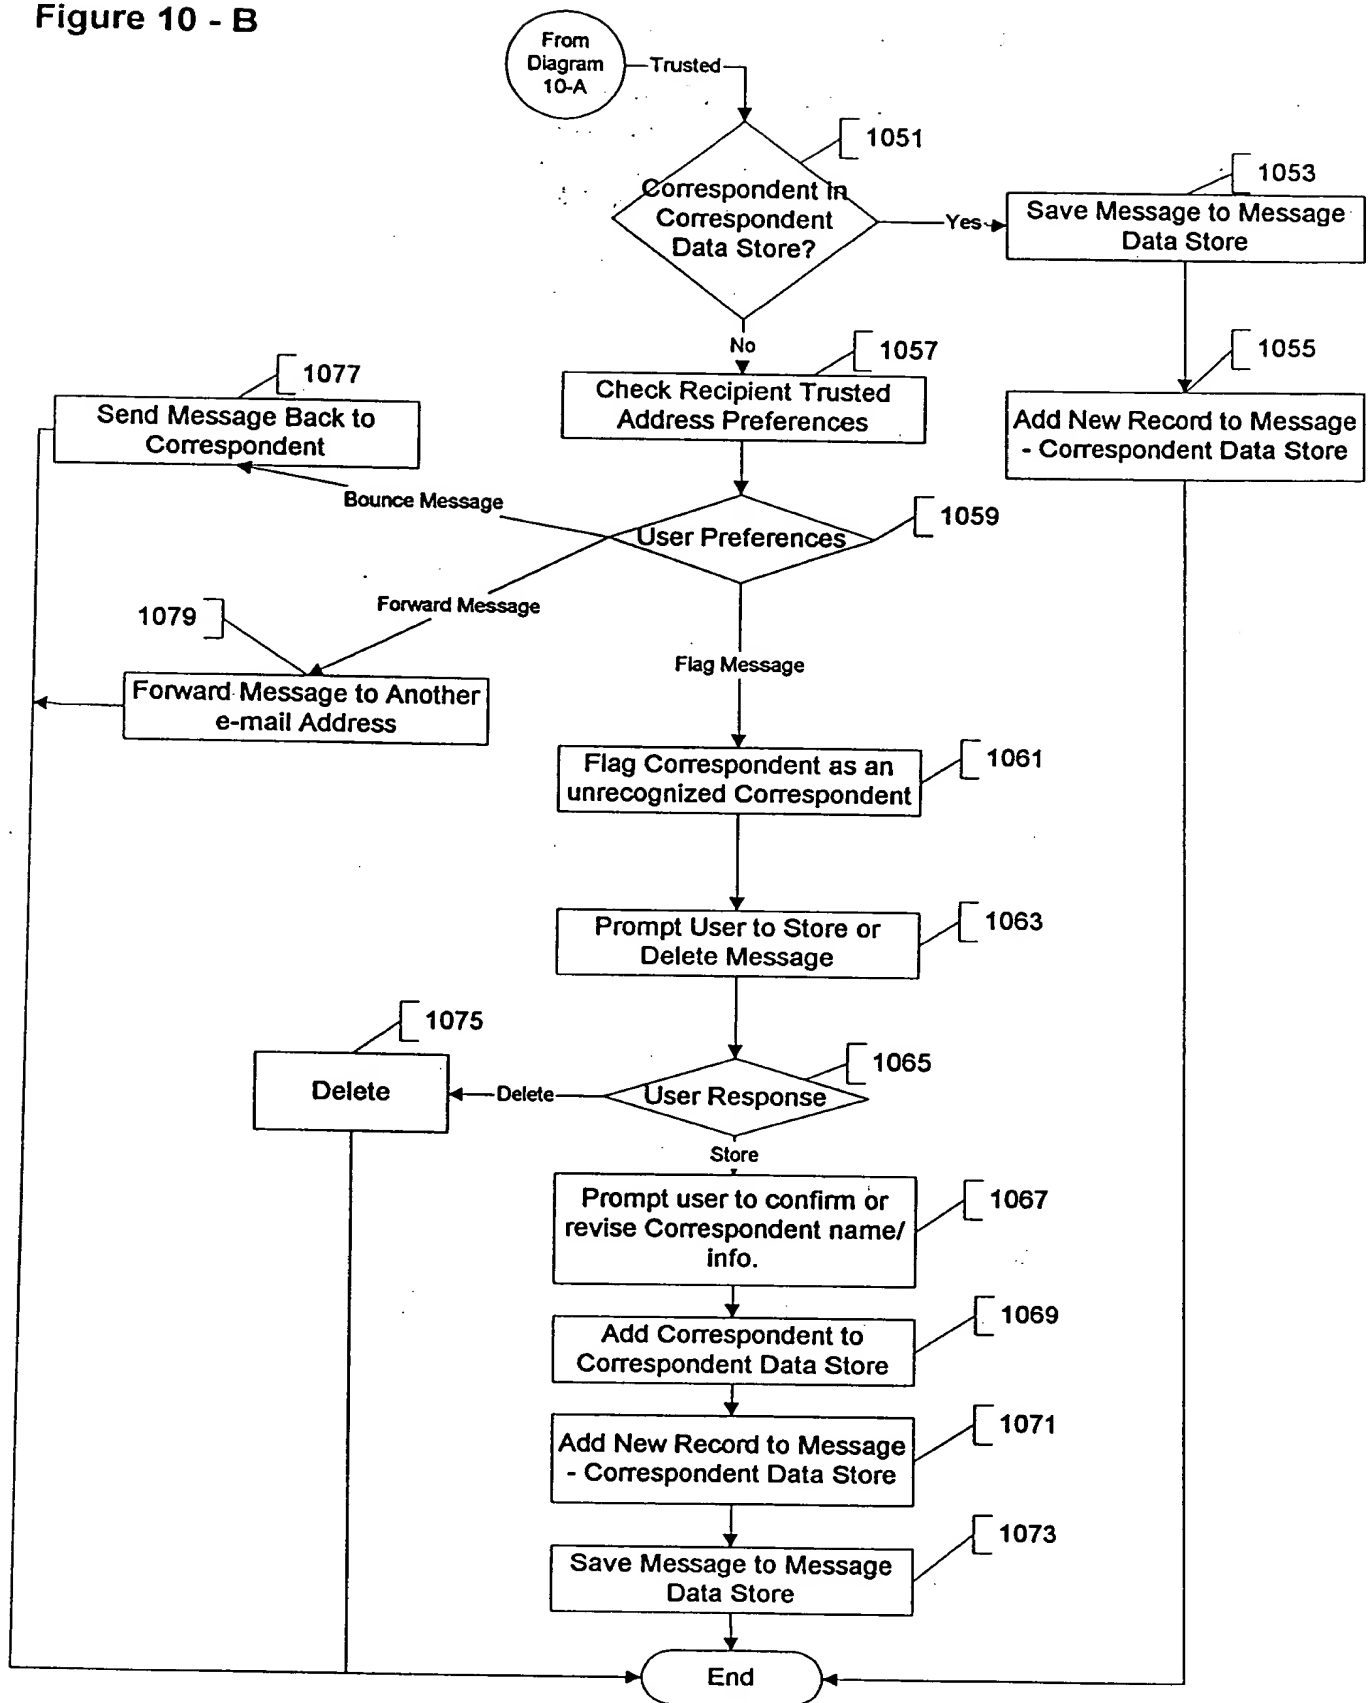 Figure 10 - B
From
Diagram
10-A
Trusted
1051
Correspondent in
Correspondent
Data Store?
Yes
1053
Save Message to Message
Data Store
No
1057
1055
Check Recipient Trusted
Address Preferences
Add New Record to Message
- Correspondent Data Store
1077
Send Message Back to
Correspondent
Bounce Message
User Preferences
1059
Forward Message
1079
Forward Message to Another
e-mail Address
Flag Message
Flag Correspondent as an
unrecognized Correspondent
1061
Prompt User to Store or
Delete Message
1063
1075
Delete
Delete
User Response
1065
Store
Prompt user to confirm or
revise Correspondent name/
info.
1067
Add Correspondent to
Correspondent Data Store
1069
Add New Record to Message
- Correspondent Data Store
1071
Save Message to Message
Data Store
1073
End